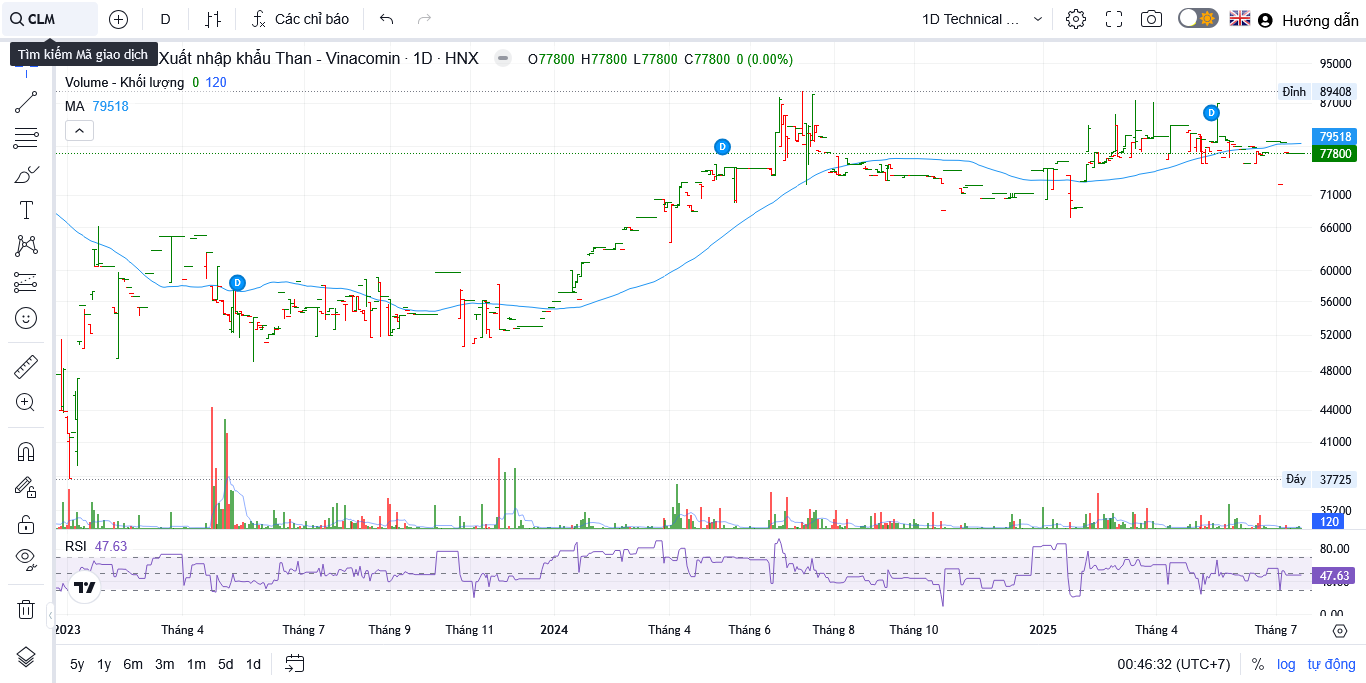 CLM
D
Các chỉ báo
1D Technical ...
Hướng dẫn
Tìm kiếm Mã giao dịch
Xuất nhập khẩu Than - Vinacomin · 1D · HNX
O77800 H77800 L77800 C77800 0 (0.00%)
Volume - Khối lượng 0 120
MA 79518
95000
Đỉnh 89408
87000
D
D
D
79518
77800
71000
66000
60000
56000
52000
48000
44000
41000
Đáy 37725
35200
120
RSI 47.63
80.00
47.63
0.00
2023 Tháng 4 Tháng 7 Tháng 9 Tháng 11 2024 Tháng 4 Tháng 6 Tháng 8 Tháng 10 2025 Tháng 4 Tháng 7
5y 1y 6m 3m 1m 5d 1d
00:46:32 (UTC+7) % log tự động